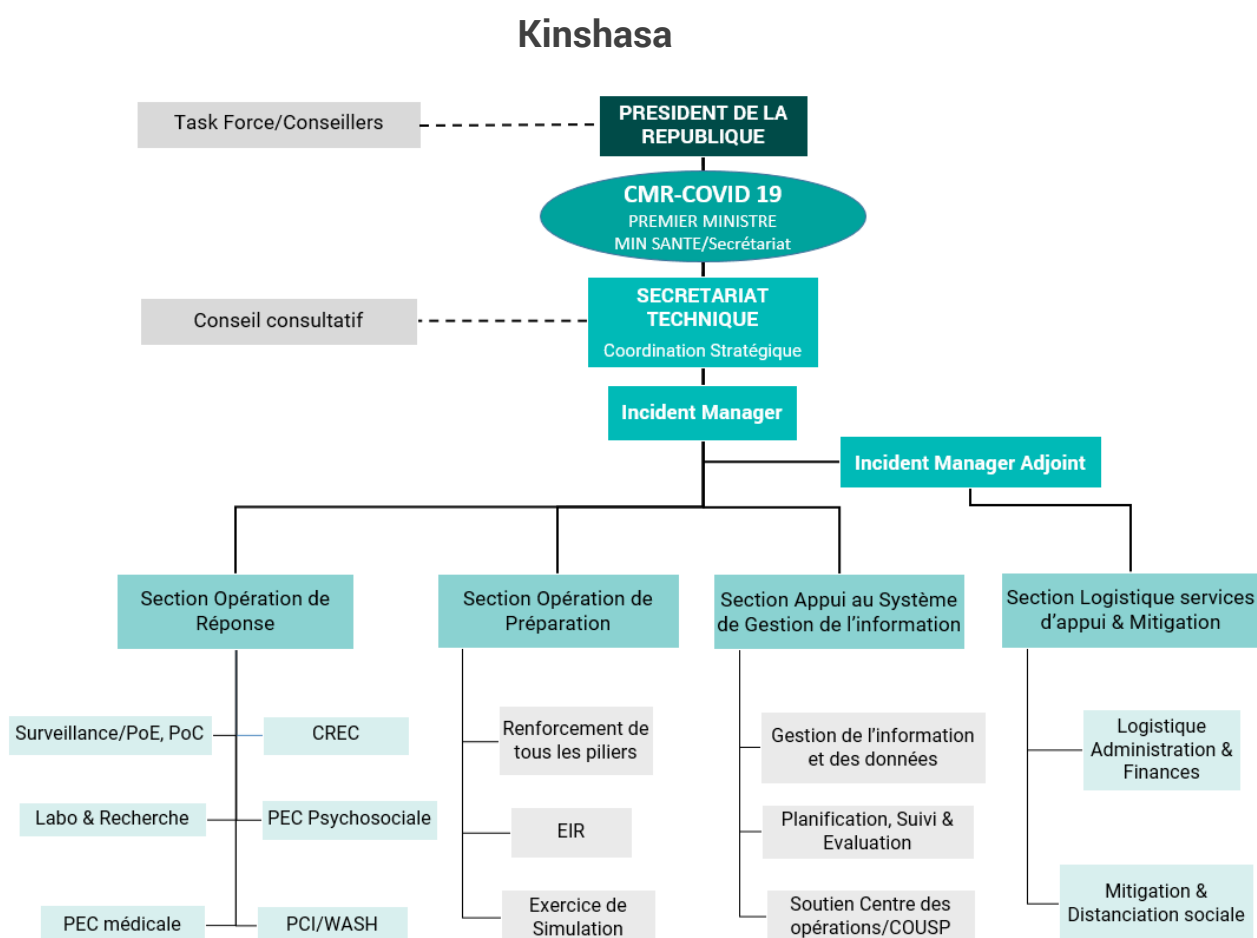 Kinshasa
Task Force/Conseillers
PRESIDENT DE LA
REPUBLIQUE
CMR-COVID 19
PREMIER MINISTRE
MIN SANTE/Secrétariat
Conseil consultatif
SECRETARIAT
TECHNIQUE
Coordination Stratégique
Incident Manager
Incident Manager Adjoint
Section Opération de
Réponse
Surveillance/PoE, PoC
CREC
Labo & Recherche
PEC Psychosociale
PEC médicale
PCI/WASH
Section Opération de
Préparation
Renforcement de
tous les piliers
EIR
Exercice de
Simulation
Section Appui au Système
de Gestion de l'information
Gestion de l'information
et des données
Planification, Suivi &
Evaluation
Soutien Centre des
opérations/COUSP
Section Logistique services
d'appui & Mitigation
Logistique
Administration &
Finances
Mitigation &
Distanciation sociale